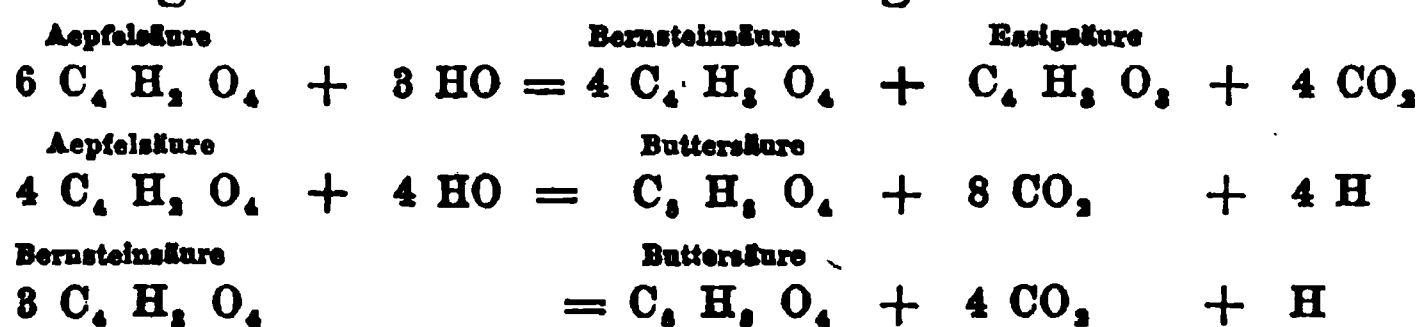 Aepfelsäure Bernsteinsäure Essigsäure
6 C₄ H₂ O₄ + 3 HO = 4 C₄ H₃ O₄ + C₄ H₃ O₃ + 4 CO₂
Aepfelsäure Buttersäure
4 C₄ H₂ O₄ + 4 HO = C₈ H₈ O₄ + 8 CO₂ + 4 H
Bernsteinsäure Buttersäure
3 C₄ H₃ O₄ = C₈ H₈ O₄ + 4 CO₂ + H